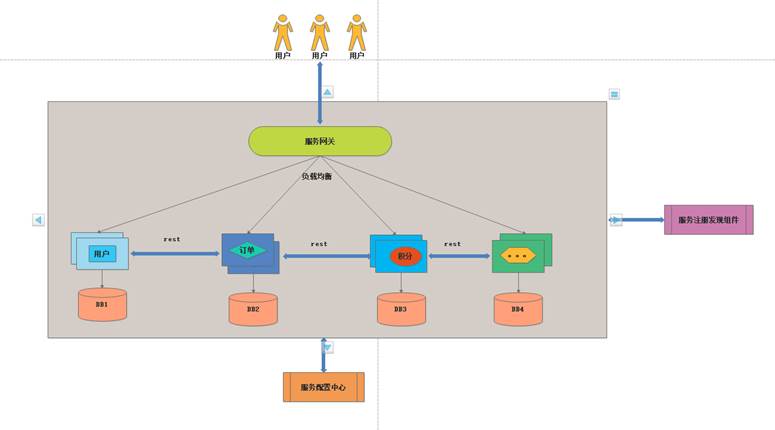 用户 用户 用户
服务网关
负载均衡
服务注册发现组件
rest
rest
rest
用户
订单
积分
DB1
DB2
DB3
DB4
服务配置中心